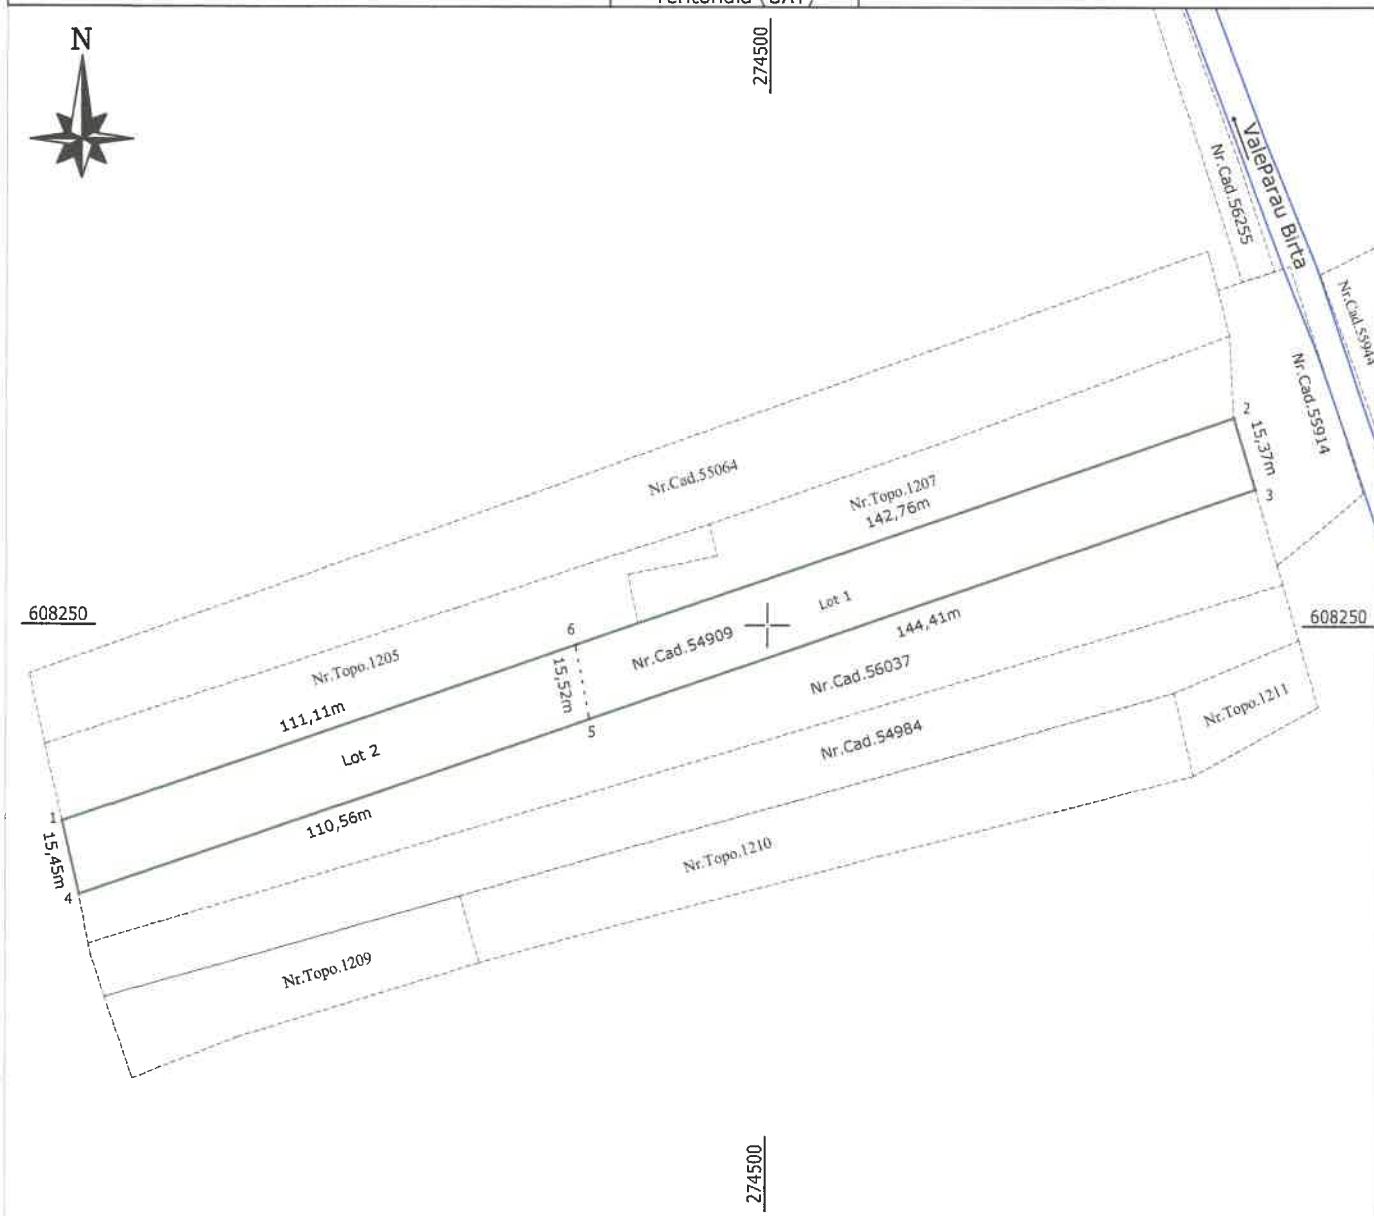 N
274500
ValeParau Birta
Nr.Cad.56255
Nr.Cad.55944
Nr.Cad.55914
2
15,37m
3
Nr.Cad.55064
Nr.Topo.1207
142,76m
608250
Lot 1
608250
6
144,41m
Nr.Cad.54909
Nr.Topo.1205
15,52m
Nr.Cad.56037
111,11m
Nr.Topo.1211
5
Nr.Cad.54984
Lot 2
1
110,56m
15,45m
Nr.Topo.1210
4
Nr.Topo.1209
274500